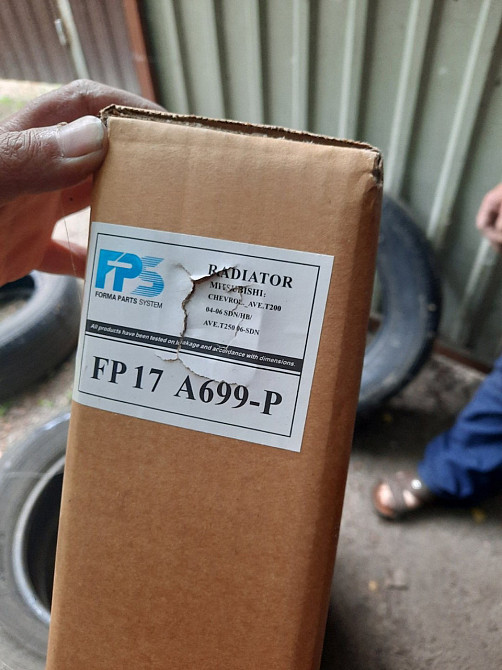 FPS
FORMA PARTS SYSTEM
RADIATOR
MITSUBISHI;
CHEVROL. AVE.T200
04-06 SDN/HB/
AVE.T250 06-SDN
All products have been tested on leakage and accordance with dimensions.
FP 17 A699-P